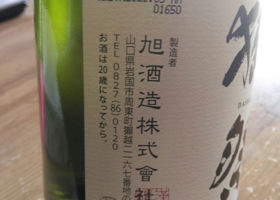 01650
製造者
旭酒造株式會社
山口県岩国市周東町獺越二一六七番地の
TEL 0827(86)0120
お酒は20歳になってから。
獺祭